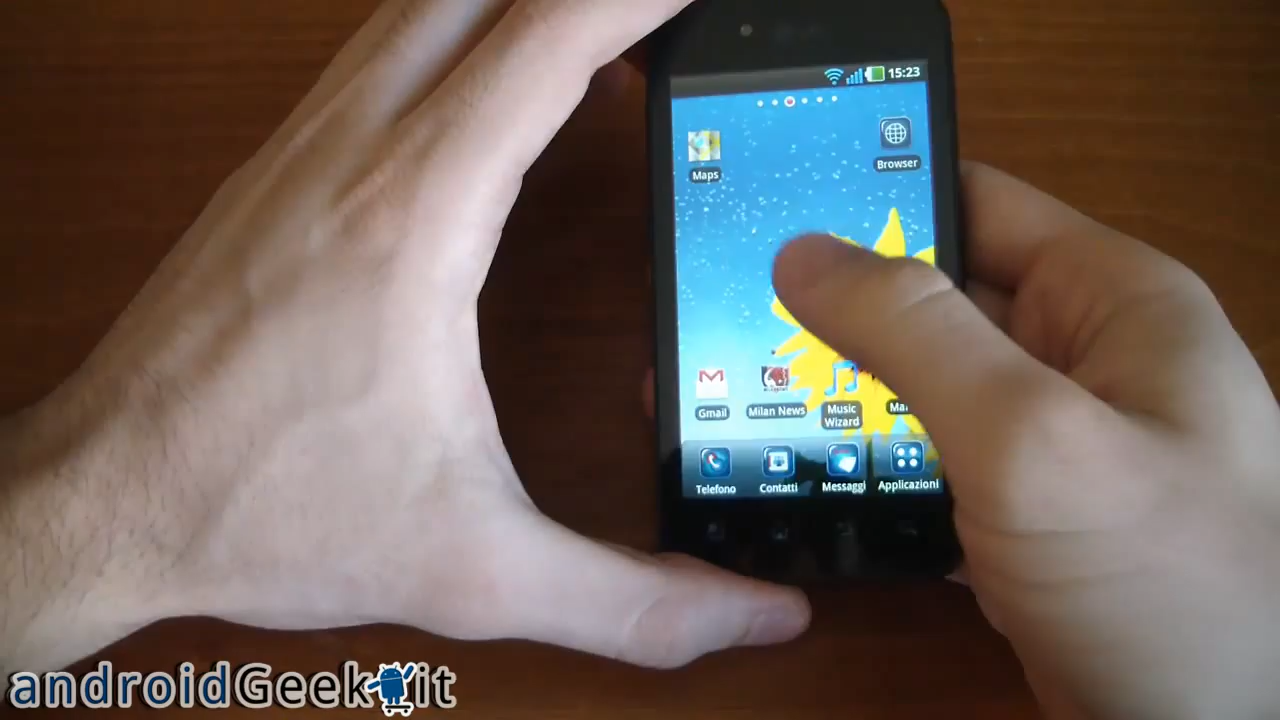 15:23
Maps
Browser
Gmail
Milan News
Music
Wizard
Telefono
Contatti
Messaggi
Applicazioni
androidGeek.it